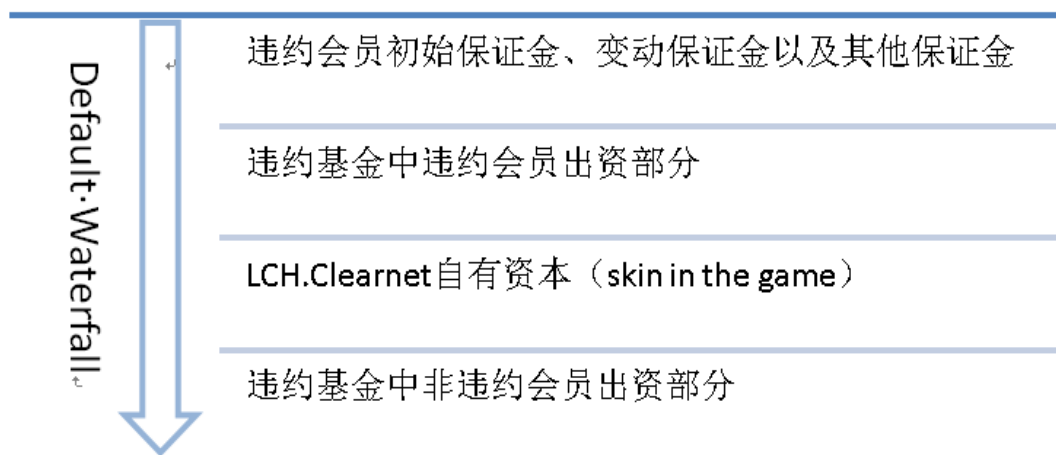 Default·Waterfall
违约会员初始保证金、变动保证金以及其他保证金
违约基金中违约会员出资部分
LCH.Clearnet自有资本（skin in the game）
违约基金中非违约会员出资部分